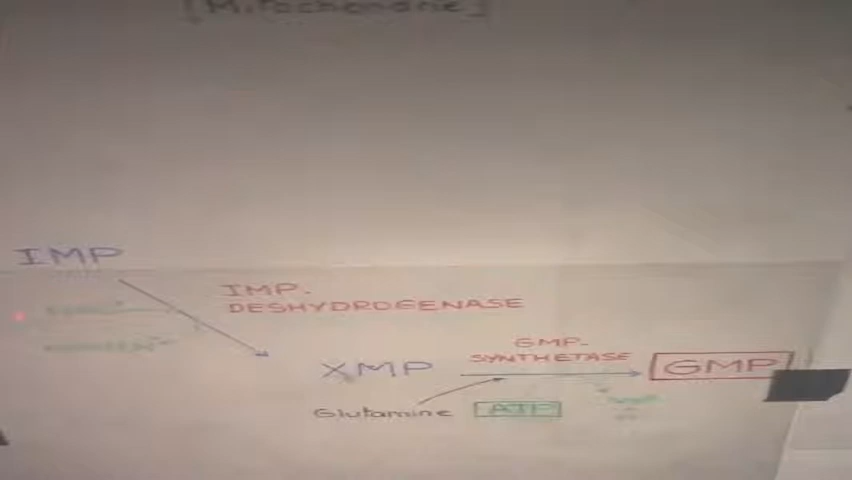 [Mitochondrie]
IMP
IMP.
DESHYDROGENASE
GMP.
SYNTHETASE
XMP
GMP
Glutamine
ATP